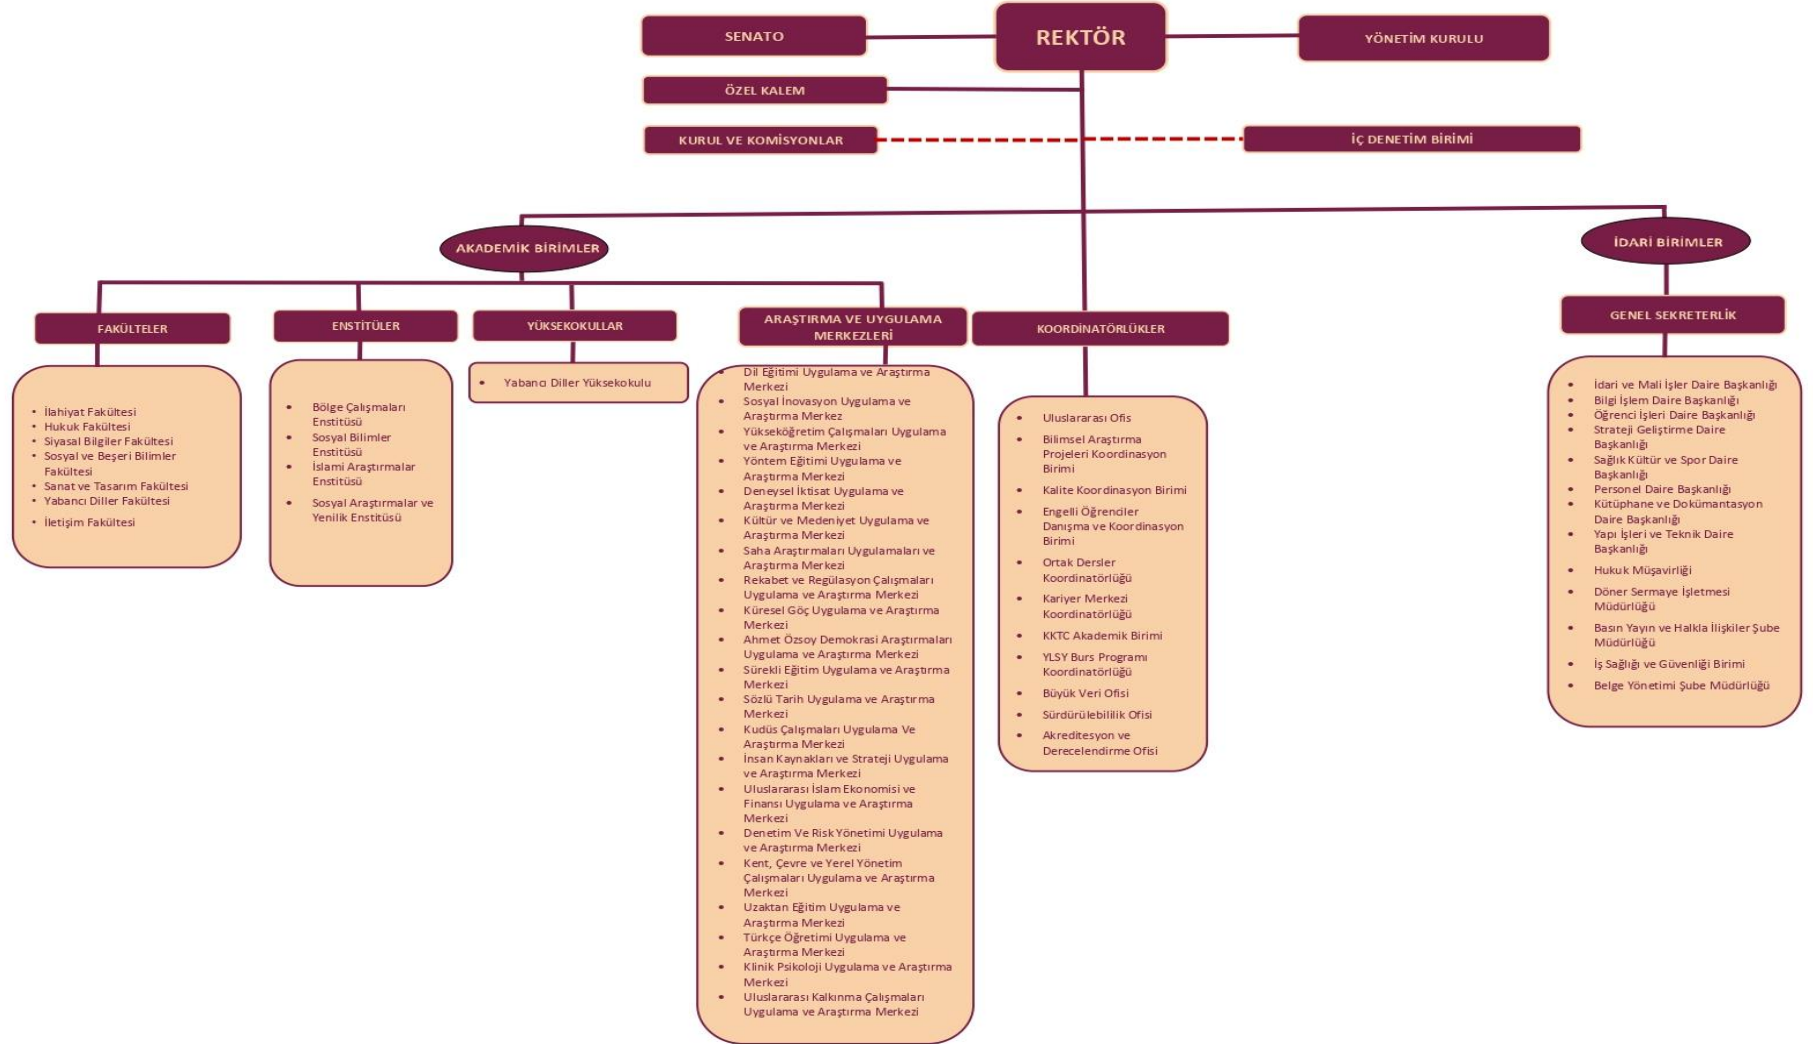 SENATO
REKTÖR
YÖNETİM KURULU
ÖZEL KALEM
KURUL VE KOMİSYONLAR
İÇ DENETİM BİRİMİ
AKADEMİK BİRİMLER
İDARİ BİRİMLER
FAKÜLTELER
• İlahiyat Fakültesi
• Hukuk Fakültesi
• Siyasal Bilgiler Fakültesi
• Sosyal ve Beşeri Bilimler
Fakültesi
• Sanat ve Tasarım Fakültesi
• Yabancı Diller Fakültesi
• İletişim Fakültesi
ENSTİTÜLER
• Bölge Çalışmaları
Enstitüsü
• Sosyal Bilimler
Enstitüsü
• İslami Araştırmalar
Enstitüsü
• Sosyal Araştırmalar ve
Yenilik Enstitüsü
YÜKSEKOKULLAR
• Yabancı Diller Yüksekokulu
ARAŞTIRMA VE UYGULAMA
MERKEZLERİ
• Dil Eğitimi Uygulama ve Araştırma
Merkezi
• Sosyal İnovasyon Uygulama ve
Araştırma Merkez
• Yükseköğretim Çalışmaları Uygulama
ve Araştırma Merkezi
• Yöntem Eğitimi Uygulama ve
Araştırma Merkezi
• Deneysel İktisat Uygulama ve
Araştırma Merkezi
• Kültür ve Medeniyet Uygulama ve
Araştırma Merkezi
• Saha Araştırmaları Uygulamaları ve
Araştırma Merkezi
• Rekabet ve Regülasyon Çalışmaları
Uygulama ve Araştırma Merkezi
• Küresel Göç Uygulama ve Araştırma
Merkezi
• Ahmet Özsoy Demokrasi Araştırmaları
Uygulama ve Araştırma Merkezi
• Sürekli Eğitim Uygulama ve Araştırma
Merkezi
• Sözlü Tarih Uygulama ve Araştırma
Merkezi
• Kudüs Çalışmaları Uygulama Ve
Araştırma Merkezi
• İnsan Kaynakları ve Strateji Uygulama
ve Araştırma Merkezi
• Uluslararası İslam Ekonomisi ve
Finansı Uygulama ve Araştırma
Merkezi
• Denetim Ve Risk Yönetimi Uygulama
ve Araştırma Merkezi
• Kent, Çevre ve Yerel Yönetim
Çalışmaları Uygulama ve Araştırma
Merkezi
• Uzaktan Eğitim Uygulama ve
Araştırma Merkezi
• Türkçe Öğretimi Uygulama ve
Araştırma Merkezi
• Klinik Psikoloji Uygulama ve Araştırma
Merkezi
• Uluslararası Kalkınma Çalışmaları
Uygulama ve Araştırma Merkezi
KOORDİNATÖRLÜKLER
• Uluslararası Ofis
• Bilimsel Araştırma
Projeleri Koordinasyon
Birimi
• Kalite Koordinasyon Birimi
• Engelli Öğrenciler
Danışma ve Koordinasyon
Birimi
• Ortak Dersler
Koordinatörlüğü
• Kariyer Merkezi
Koordinatörlüğü
• KKTC Akademik Birimi
• YLSY Burs Programı
Koordinatörlüğü
• Büyük Veri Ofisi
• Sürdürülebililik Ofisi
• Akreditesyon ve
Derecelendirme Ofisi
GENEL SEKRETERLİK
• İdari ve Mali İşler Daire Başkanlığı
• Bilgi İşlem Daire Başkanlığı
• Öğrenci İşleri Daire Başkanlığı
• Strateji Geliştirme Daire
Başkanlığı
• Sağlık Kültür ve Spor Daire
Başkanlığı
• Personel Daire Başkanlığı
• Kütüphane ve Dokümantasyon
Daire Başkanlığı
• Yapı İşleri ve Teknik Daire
Başkanlığı
• Hukuk Müşavirliği
• Döner Sermaye İşletmesi
Müdürlüğü
• Basın Yayın ve Halkla İlişkiler Şube
Müdürlüğü
• İş Sağlığı ve Güvenliği Birimi
• Belge Yönetimi Şube Müdürlüğü